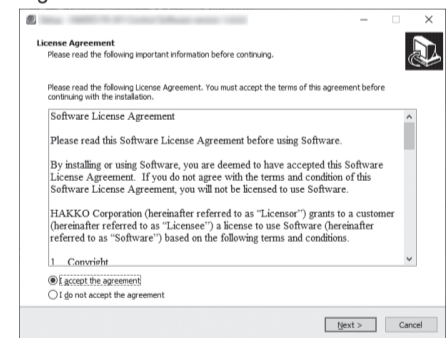 License Agreement
Please read the following important information before continuing.
Please read the following License Agreement. You must accept the terms of this agreement before
continuing with the installation.
Software License Agreement
Please read this Software License Agreement before using Software.
By installing or using Software, you are deemed to have accepted this Software
License Agreement.  If you do not agree with the terms and condition of this
Software License Agreement, you will not be licensed to use Software.
HAKKO Corporation (hereinafter referred to as “Licensor”) grants to a customer
(hereinafter referred to as “Licensee”) a license to use Software (hereinafter
referred to as “Software”) based on the following terms and conditions.
1  Copyright
I accept the agreement
I do not accept the agreement
Next >
Cancel